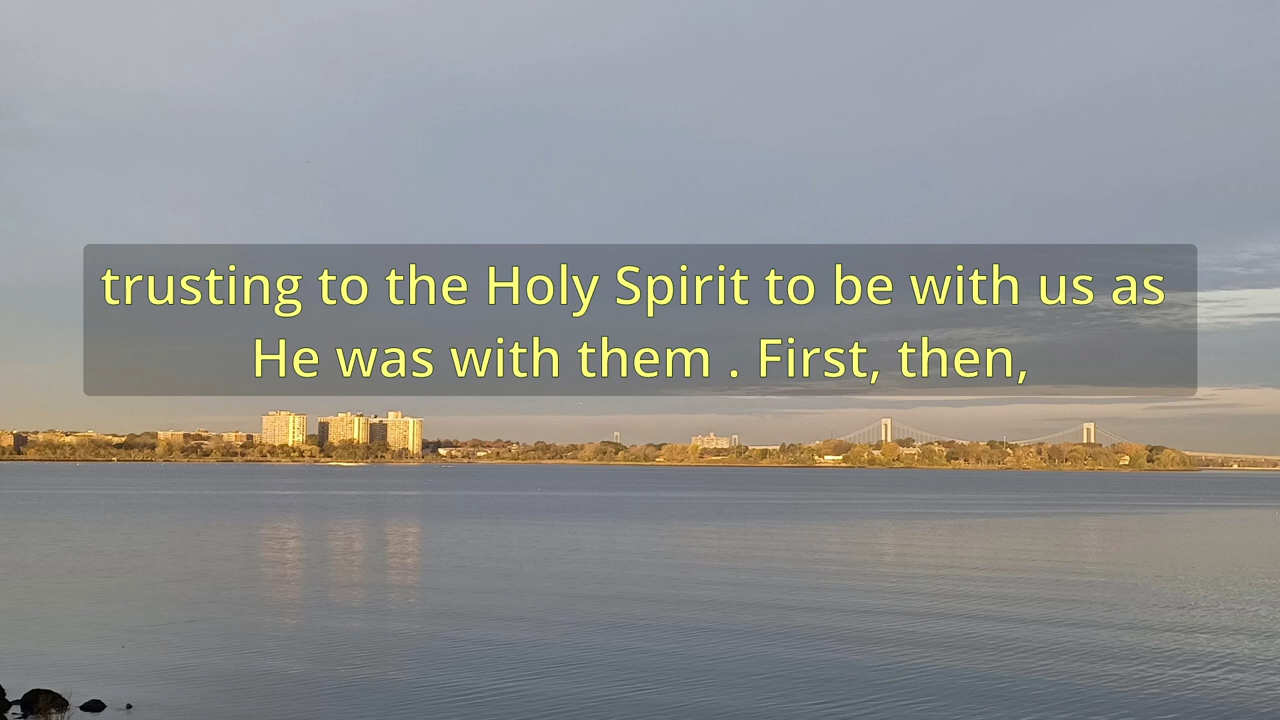 trusting to the Holy Spirit to be with us as
He was with them . First, then,